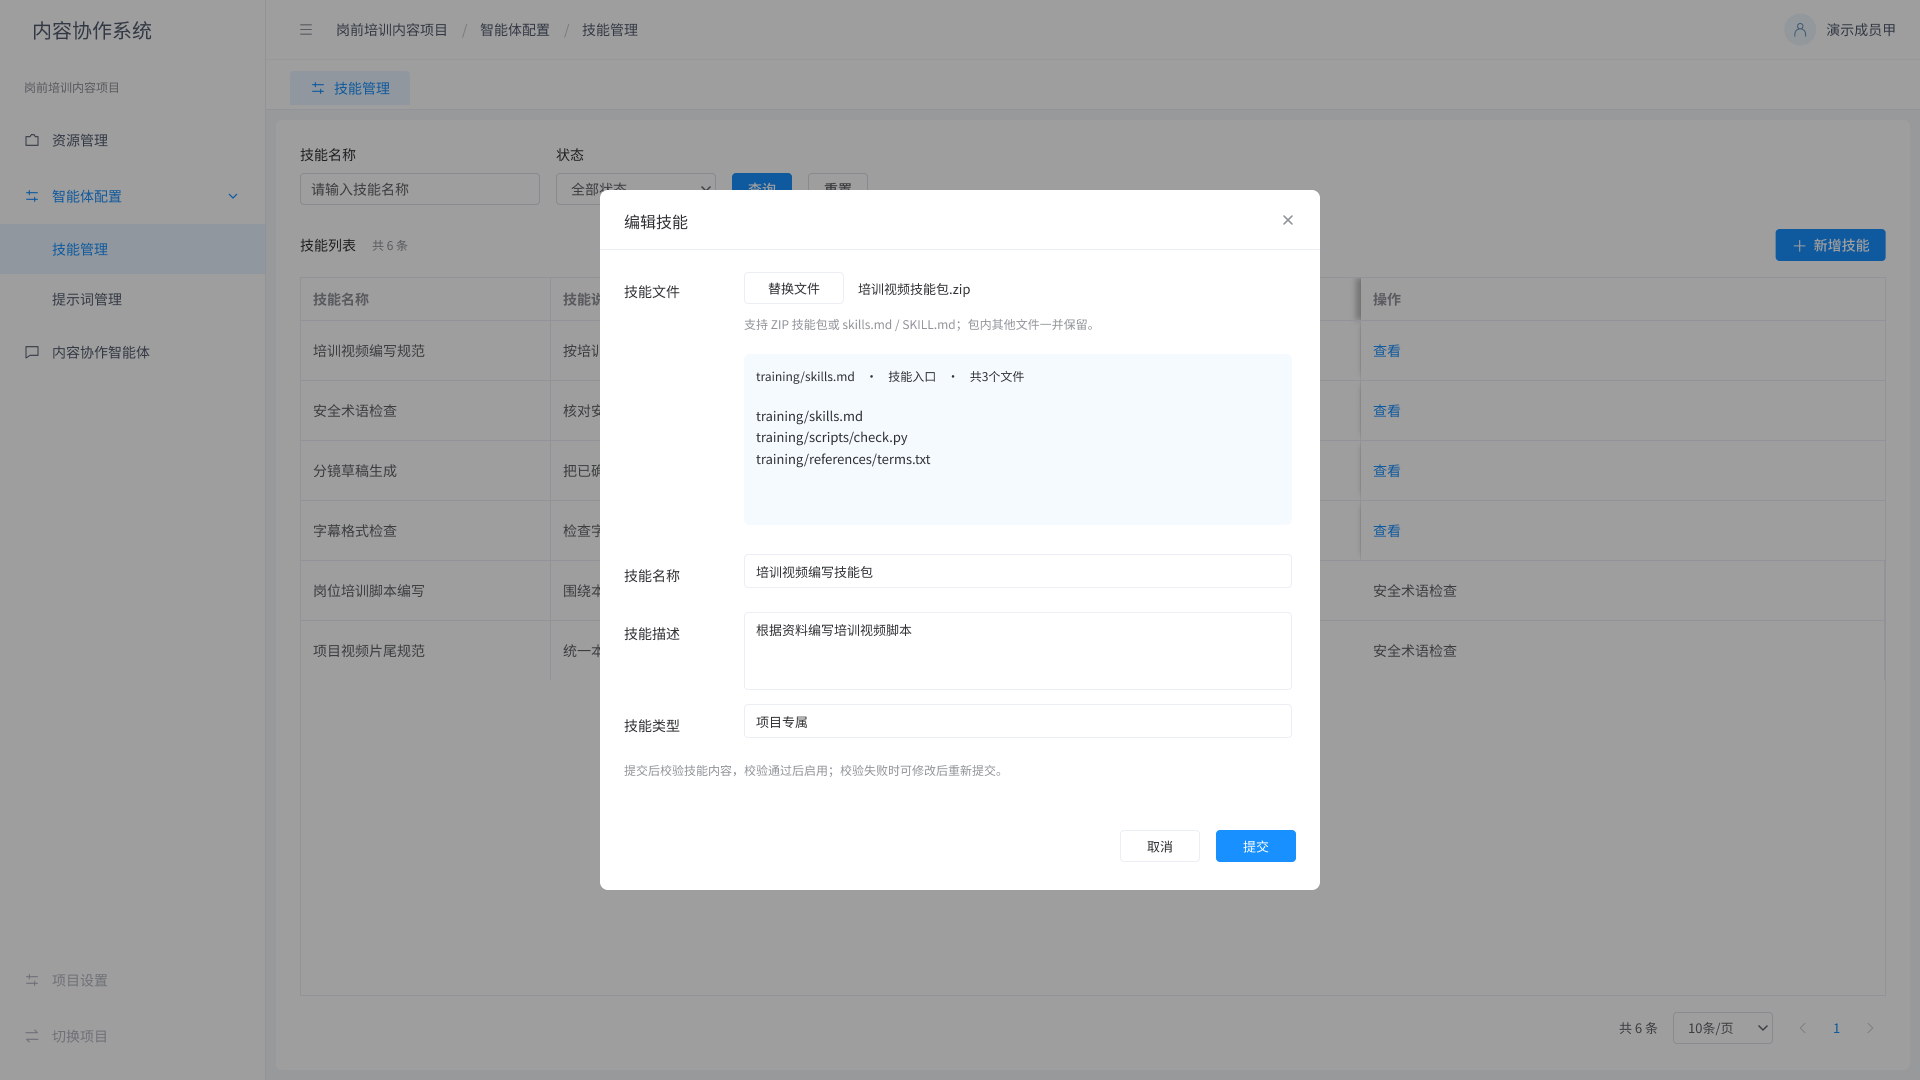 内容协作系统
岗前培训内容项目 / 智能体配置 / 技能管理
演示成员甲
岗前培训内容项目
资源管理
智能体配置
技能管理
提示词管理
内容协作智能体
项目设置
切换项目
技能管理
技能名称
状态
请输入技能名称
全部状态
查询
重置
技能列表 共 6 条
新增技能
技能名称
操作
培训视频编写规范
按培训
查看
安全术语检查
核对安
查看
分镜草稿生成
把已确
查看
字幕格式检查
检查字
查看
岗位培训脚本编写
围绕本
安全术语检查
项目视频片尾规范
统一本
安全术语检查
共 6 条
10条/页
1
编辑技能
技能文件
替换文件
培训视频技能包.zip
支持 ZIP 技能包或 skills.md / SKILL.md；包内其他文件一并保留。
training/skills.md · 技能入口 · 共3个文件
training/skills.md
training/scripts/check.py
training/references/terms.txt
技能名称
培训视频编写技能包
技能描述
根据资料编写培训视频脚本
技能类型
项目专属
提交后校验技能内容，校验通过后启用；校验失败时可修改后重新提交。
取消
提交